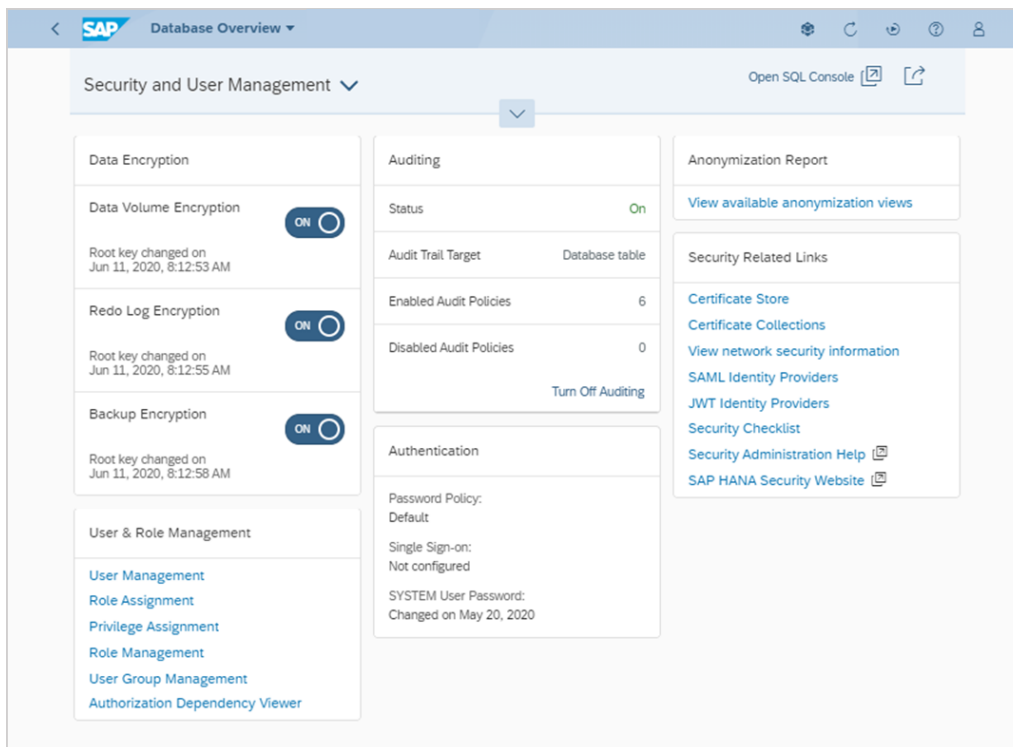 SAP Database Overview
Security and User Management
Open SQL Console
Data Encryption
Data Volume Encryption
ON
Root key changed on
Jun 11, 2020, 8:12:53 AM
Redo Log Encryption
ON
Root key changed on
Jun 11, 2020, 8:12:55 AM
Backup Encryption
ON
Root key changed on
Jun 11, 2020, 8:12:58 AM
User & Role Management
User Management
Role Assignment
Privilege Assignment
Role Management
User Group Management
Authorization Dependency Viewer
Auditing
Status On
Audit Trail Target Database table
Enabled Audit Policies 6
Disabled Audit Policies 0
Turn Off Auditing
Authentication
Password Policy:
Default
Single Sign-on:
Not configured
SYSTEM User Password:
Changed on May 20, 2020
Anonymization Report
View available anonymization views
Security Related Links
Certificate Store
Certificate Collections
View network security information
SAML Identity Providers
JWT Identity Providers
Security Checklist
Security Administration Help
SAP HANA Security Website